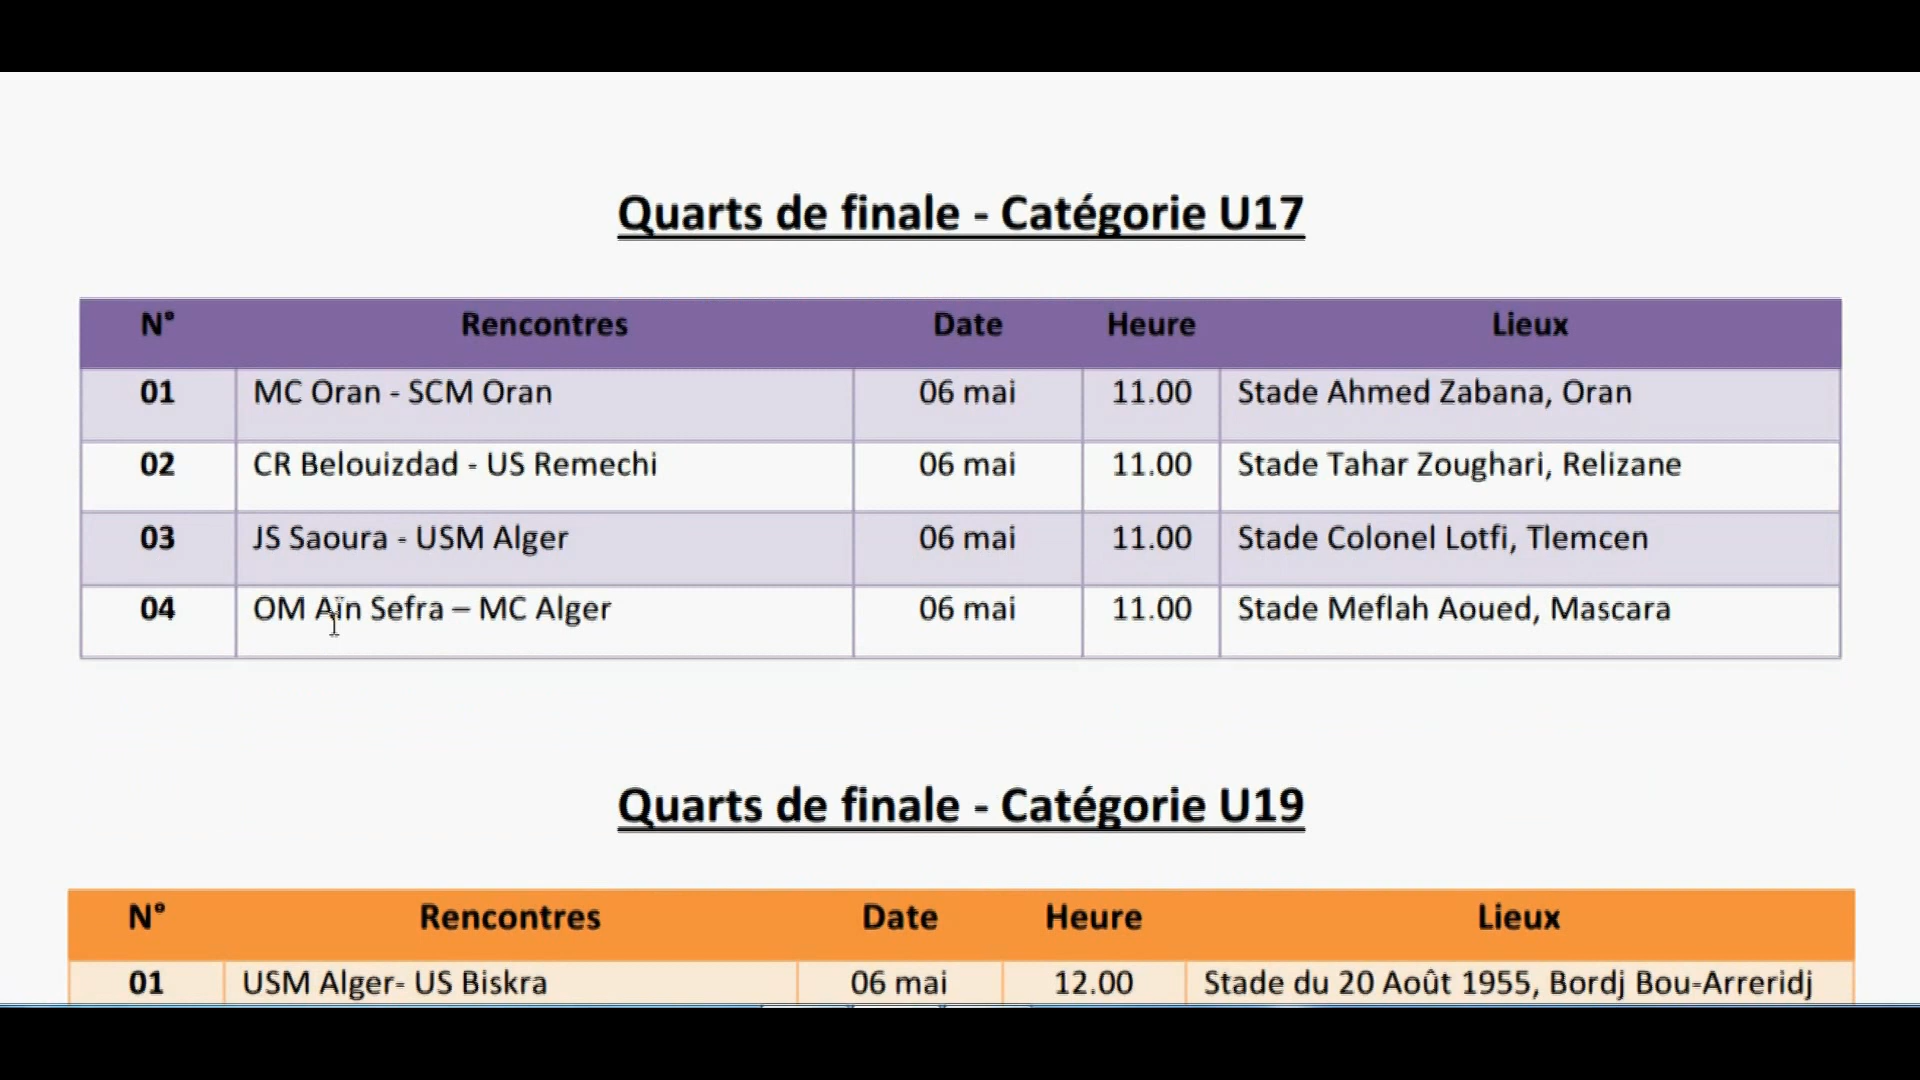 Quarts de finale - Catégorie U17
N° Rencontres Date Heure Lieux
01 MC Oran - SCM Oran 06 mai 11.00 Stade Ahmed Zabana, Oran
02 CR Belouizdad - US Remechi 06 mai 11.00 Stade Tahar Zoughari, Relizane
03 JS Saoura - USM Alger 06 mai 11.00 Stade Colonel Lotfi, Tlemcen
04 OM Aïn Sefra – MC Alger 06 mai 11.00 Stade Meflah Aoued, Mascara
Quarts de finale - Catégorie U19
N° Rencontres Date Heure Lieux
01 USM Alger- US Biskra 06 mai 12.00 Stade du 20 Août 1955, Bordj Bou-Arreridj